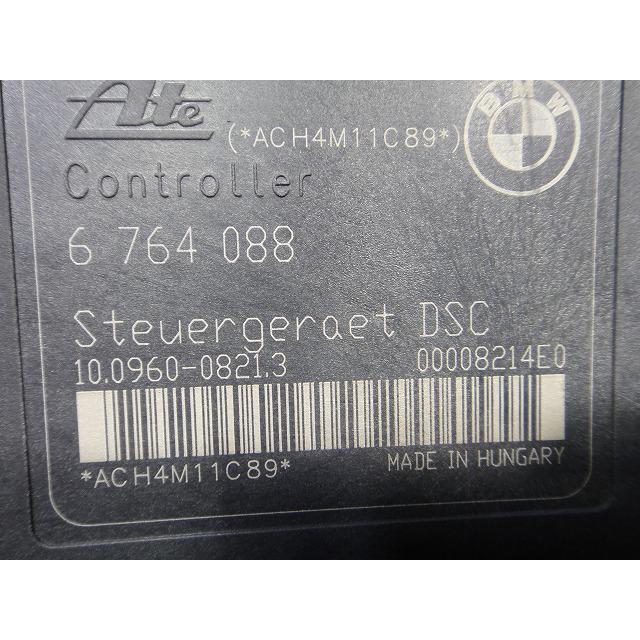 Ate
(*ACH4M11C89*)
BMW
Controller
6 764 088
Steuergeraet DSC
10.0960-0821.3 00008214E0
*ACH4M11C89*
MADE IN HUNGARY